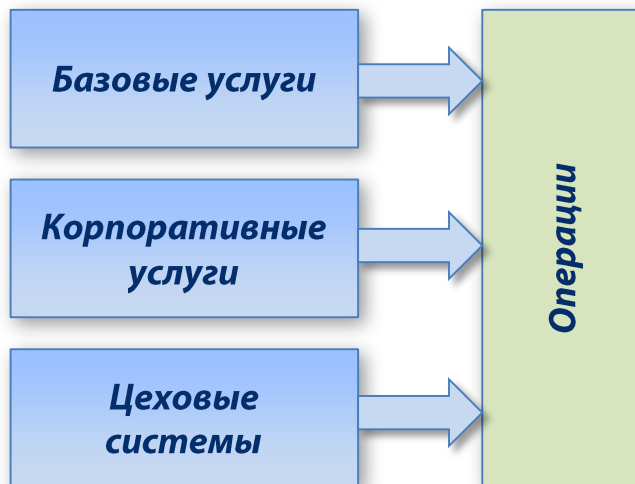 Базовые услуги
Корпоративные
услуги
Цеховые
системы
Операции